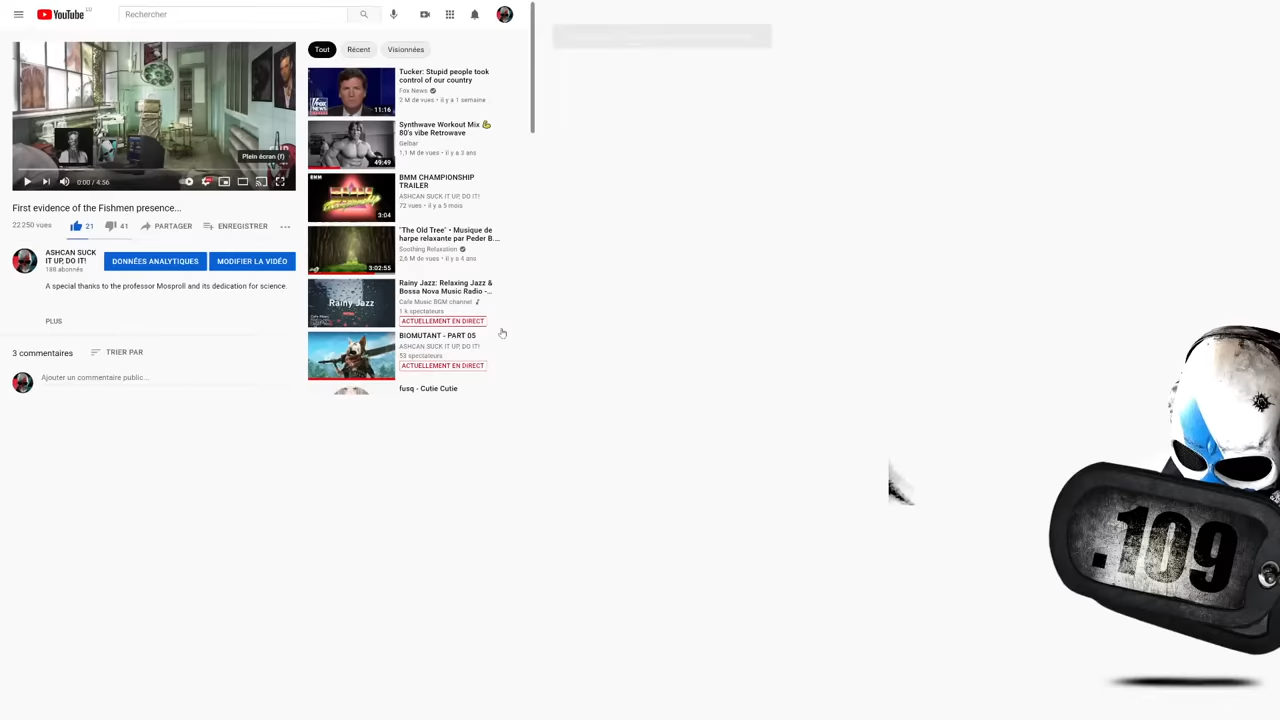 YouTube
LU
Rechercher
Tout
Récent
Visionnées
Plein écran (f)
0:00 / 4:56
First evidence of the Fishmen presence...
22 250 vues
21
41
PARTAGER
ENREGISTRER
ASHCAN SUCK
IT UP, DO IT!
188 abonnés
DONNÉES ANALYTIQUES
MODIFIER LA VIDÉO
A special thanks to the professor Mosproll and its dedication for science.
PLUS
3 commentaires
TRIER PAR
Ajouter un commentaire public...
FOX
NEWS
11:16
Tucker: Stupid people took
control of our country
Fox News
2 M de vues • il y a 1 semaine
49:49
Synthwave Workout Mix 💪
80's vibe Retrowave
Gelbar
1,1 M de vues • il y a 3 ans
BMM
3:04
BMM CHAMPIONSHIP
TRAILER
ASHCAN SUCK IT UP, DO IT!
72 vues • il y a 5 mois
3:02:55
"The Old Tree" • Musique de
harpe relaxante par Peder B....
Soothing Relaxation
2,6 M de vues • il y a 4 ans
Rainy Jazz
Rainy Jazz: Relaxing Jazz &
Bossa Nova Music Radio -...
Cafe Music BGM channel
1 k spectateurs
ACTUELLEMENT EN DIRECT
BIOMUTANT - PART 05
ASHCAN SUCK IT UP, DO IT!
53 spectateurs
ACTUELLEMENT EN DIRECT
fusq - Cutie Cutie
.109